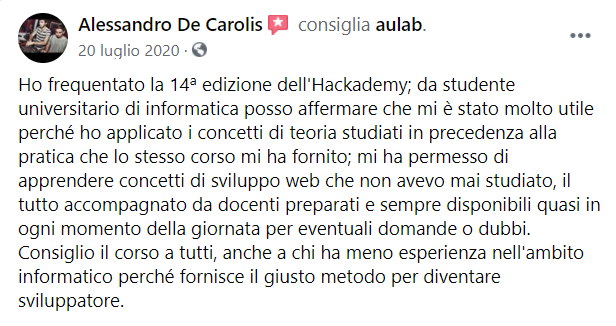 Alessandro De Carolis consiglia aulab.
20 luglio 2020 ·
Ho frequentato la 14ª edizione dell'Hackademy; da studente
universitario di informatica posso affermare che mi è stato molto utile
perché ho applicato i concetti di teoria studiati in precedenza alla
pratica che lo stesso corso mi ha fornito; mi ha permesso di
apprendere concetti di sviluppo web che non avevo mai studiato, il
tutto accompagnato da docenti preparati e sempre disponibili quasi in
ogni momento della giornata per eventuali domande o dubbi.
Consiglio il corso a tutti, anche a chi ha meno esperienza nell'ambito
informatico perché fornisce il giusto metodo per diventare
sviluppatore.